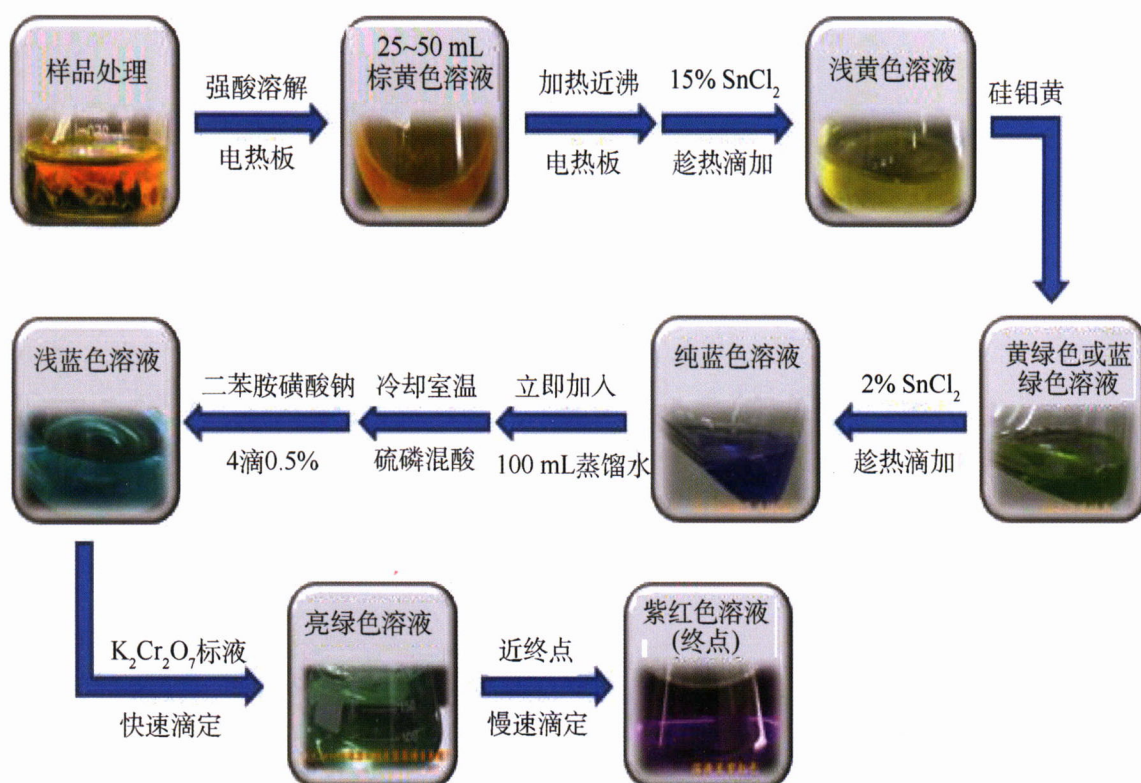 样品处理
强酸溶解
电热板
25~50 mL
棕黄色溶液
加热近沸
电热板
15% SnCl₂
趁热滴加
浅黄色溶液
硅钼黄
黄绿色或蓝
绿色溶液
2% SnCl₂
趁热滴加
纯蓝色溶液
立即加入
100 mL蒸馏水
冷却室温
硫磷混酸
二苯胺磺酸钠
4滴0.5%
浅蓝色溶液
K₂Cr₂O₇标液
快速滴定
亮绿色溶液
近终点
慢速滴定
紫红色溶液
(终点)